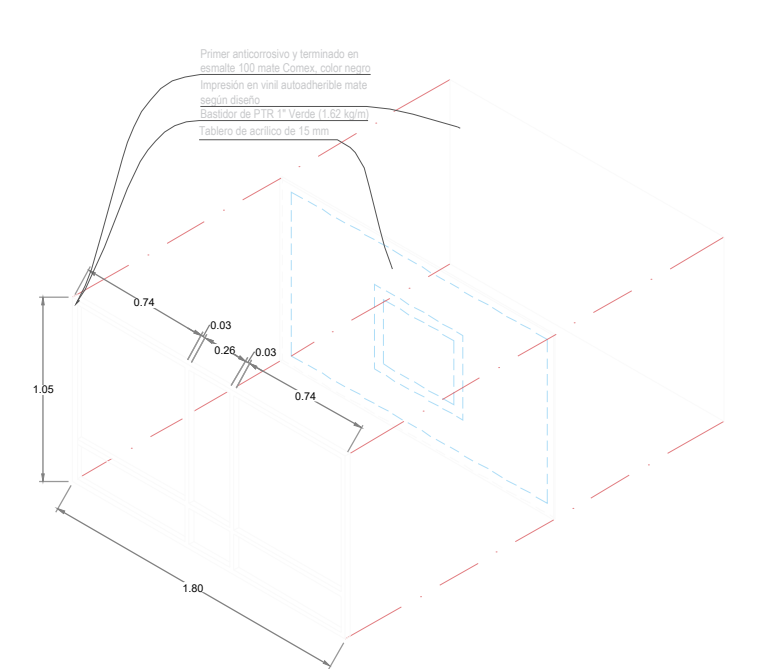 Primer anticorrosivo y terminado en
esmalte 100 mate Comex, color negro
Impresión en vinil autoadherible mate
según diseño
Bastidor de PTR 1" Verde (1.62 kg/m)
Tablero de acrílico de 15 mm
0.74
0.03
0.26
0.03
0.74
1.05
1.80